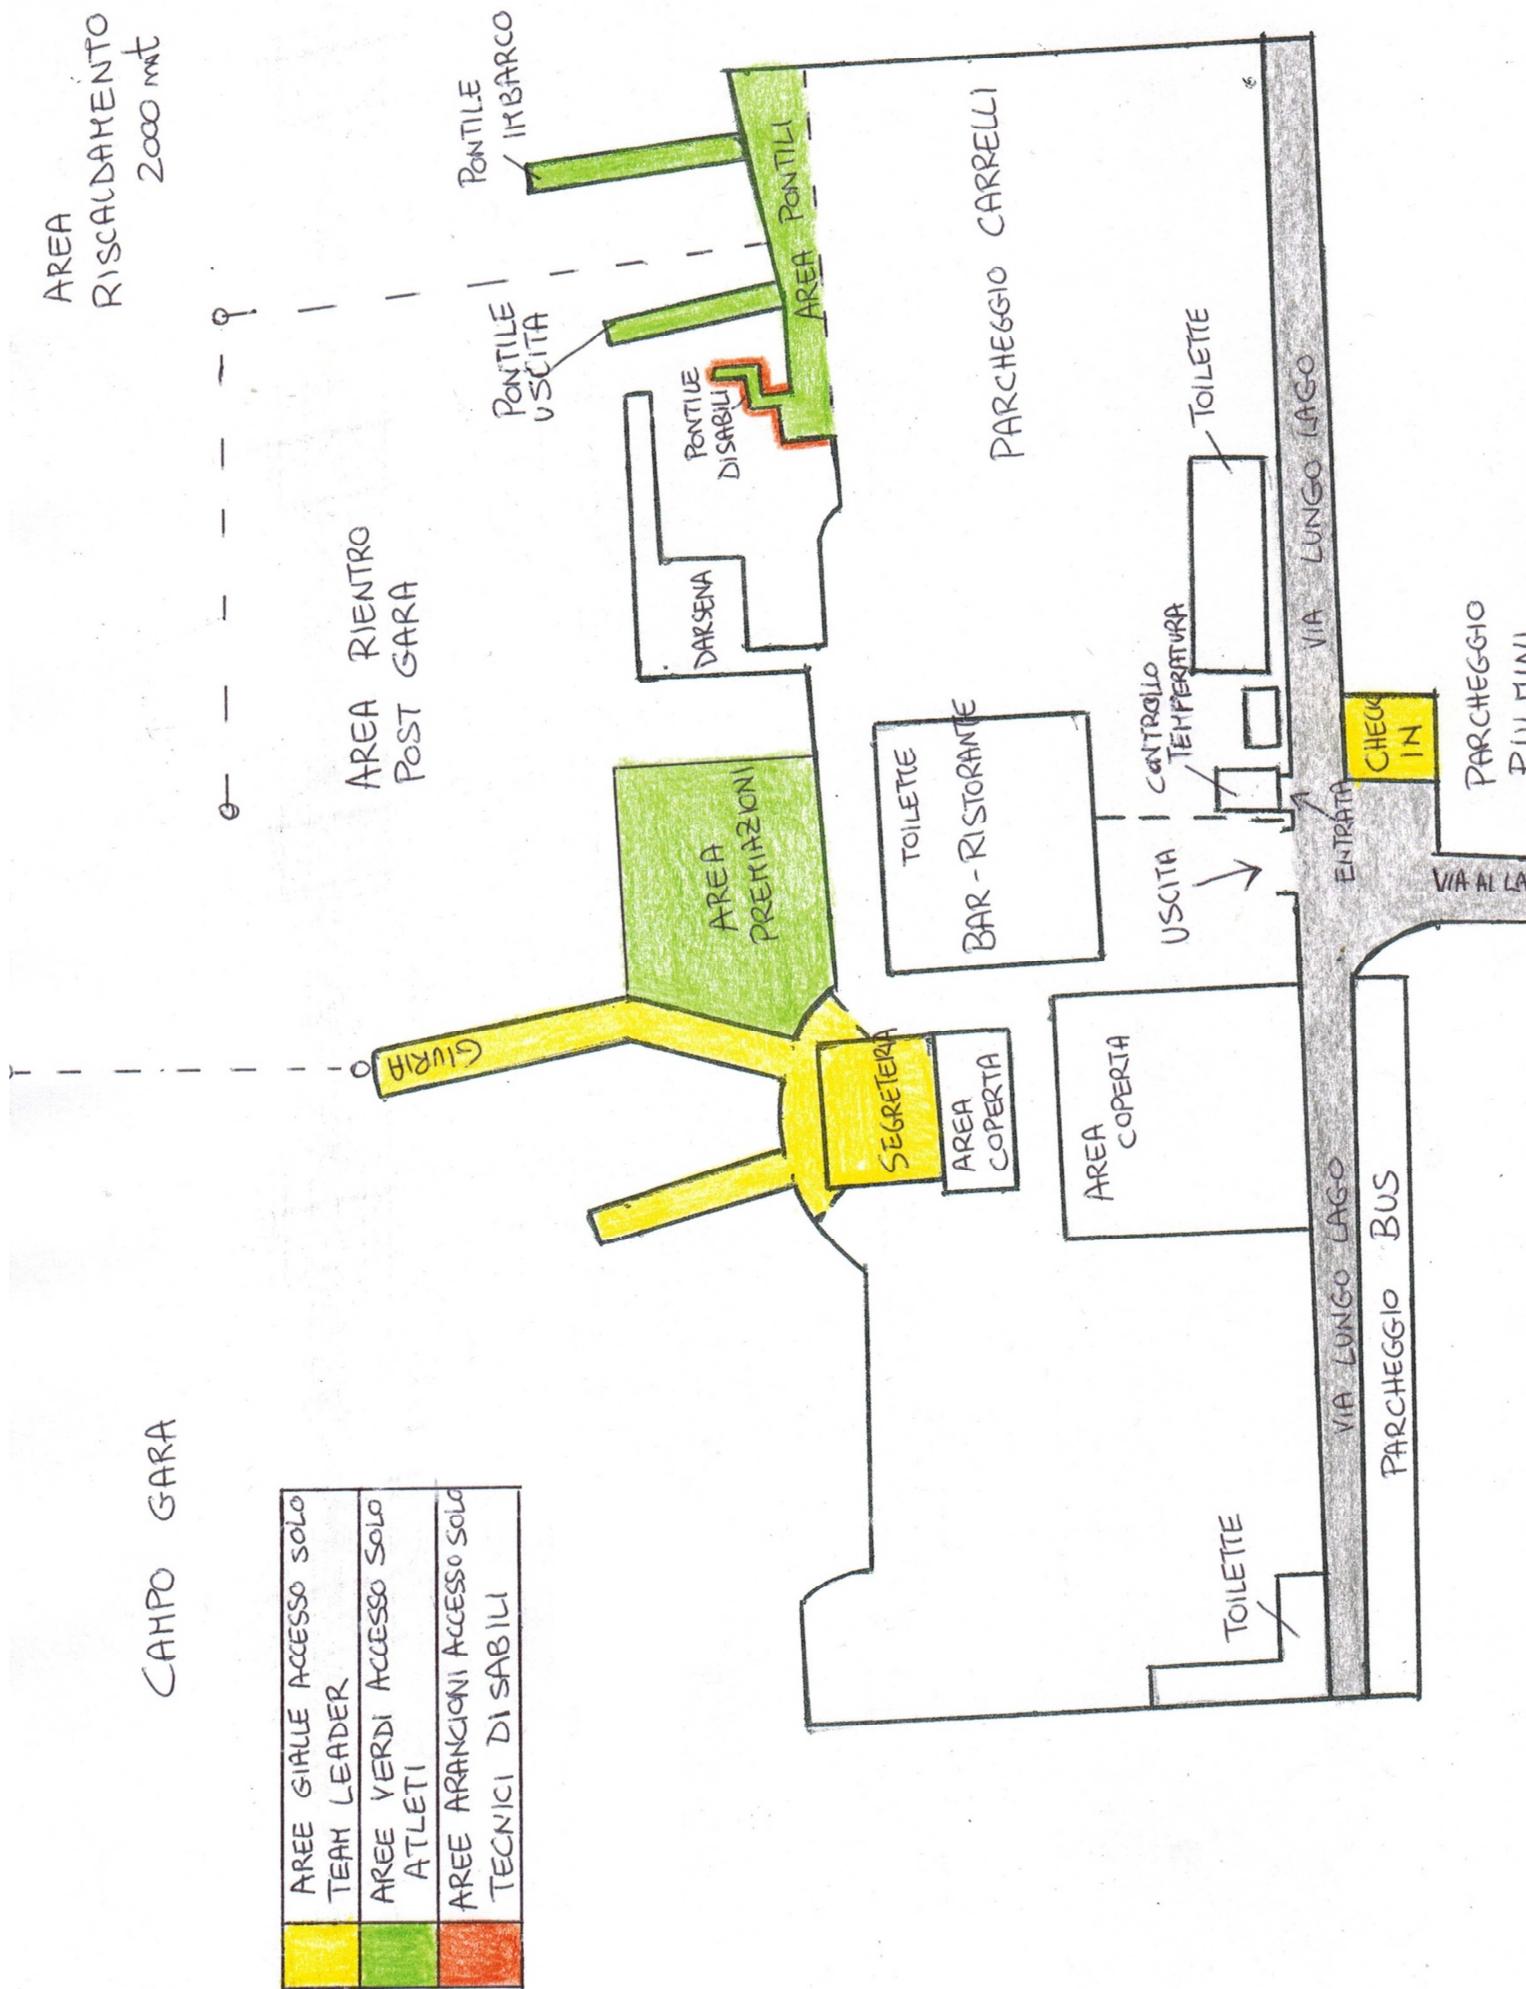 AREA
RISCALDAMENTO
2000 mt
PONTILE
IMBARCO
PONTILE
USCITA
PONTILE
DISABILI
AREA PONTILI
AREA RIENTRO
POST GARA
DARSENA
PARCHEGGIO CARRELLI
TOILETTE
VIA LUNGO LAGO
CONTROLLO
TEMPERATURA
CHECK
IN
PARCHEGGIO
ENTRATA
VIA AL LA
USCITA
TOILETTE
BAR-RISTORANTE
AREA
PREMIAZIONI
GIURIA
SEGRETERIA
AREA
COPERTA
AREA
COPERTA
VIA LUNGO LAGO
PARCHEGGIO BUS
TOILETTE
CAMPO GARA
AREE GIALLE ACCESSO SOLO
TEAM LEADER
AREE VERDI ACCESSO SOLO
ATLETI
AREE ARANCIONI ACCESSO SOLO
TECNICI DISABILI